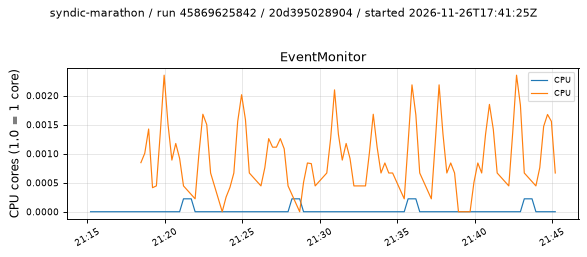 syndic-marathon / run 45869625842 / 20d395028904 / started 2026-11-26T17:41:25Z
EventMonitor
CPU cores (1.0 = 1 core)
0.0020
0.0015
0.0010
0.0005
0.0000
CPU
CPU
21:15
21:20
21:25
21:30
21:35
21:40
21:45